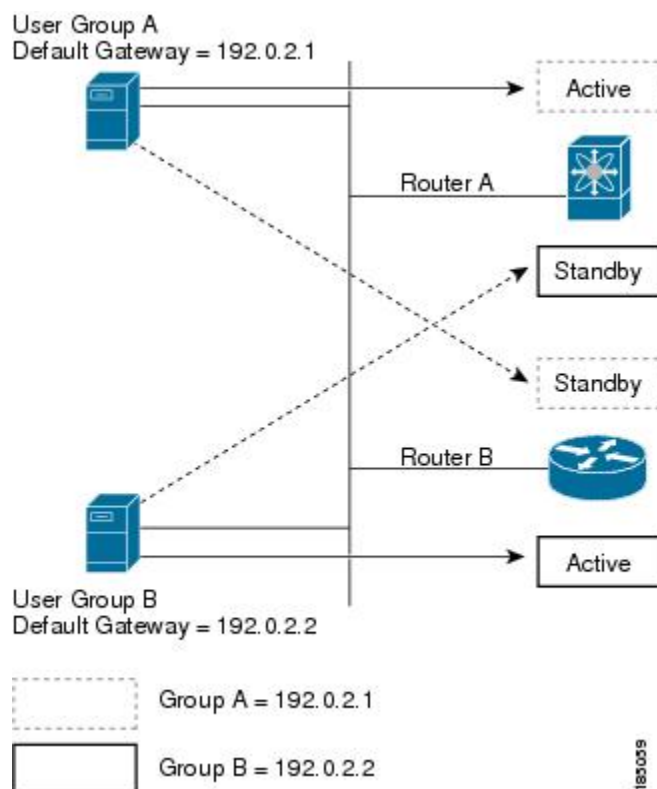 User Group A
Default Gateway = 192.0.2.1
Active
Router A
Standby
Standby
Router B
Active
User Group B
Default Gateway = 192.0.2.2
Group A = 192.0.2.1
Group B = 192.0.2.2
185059